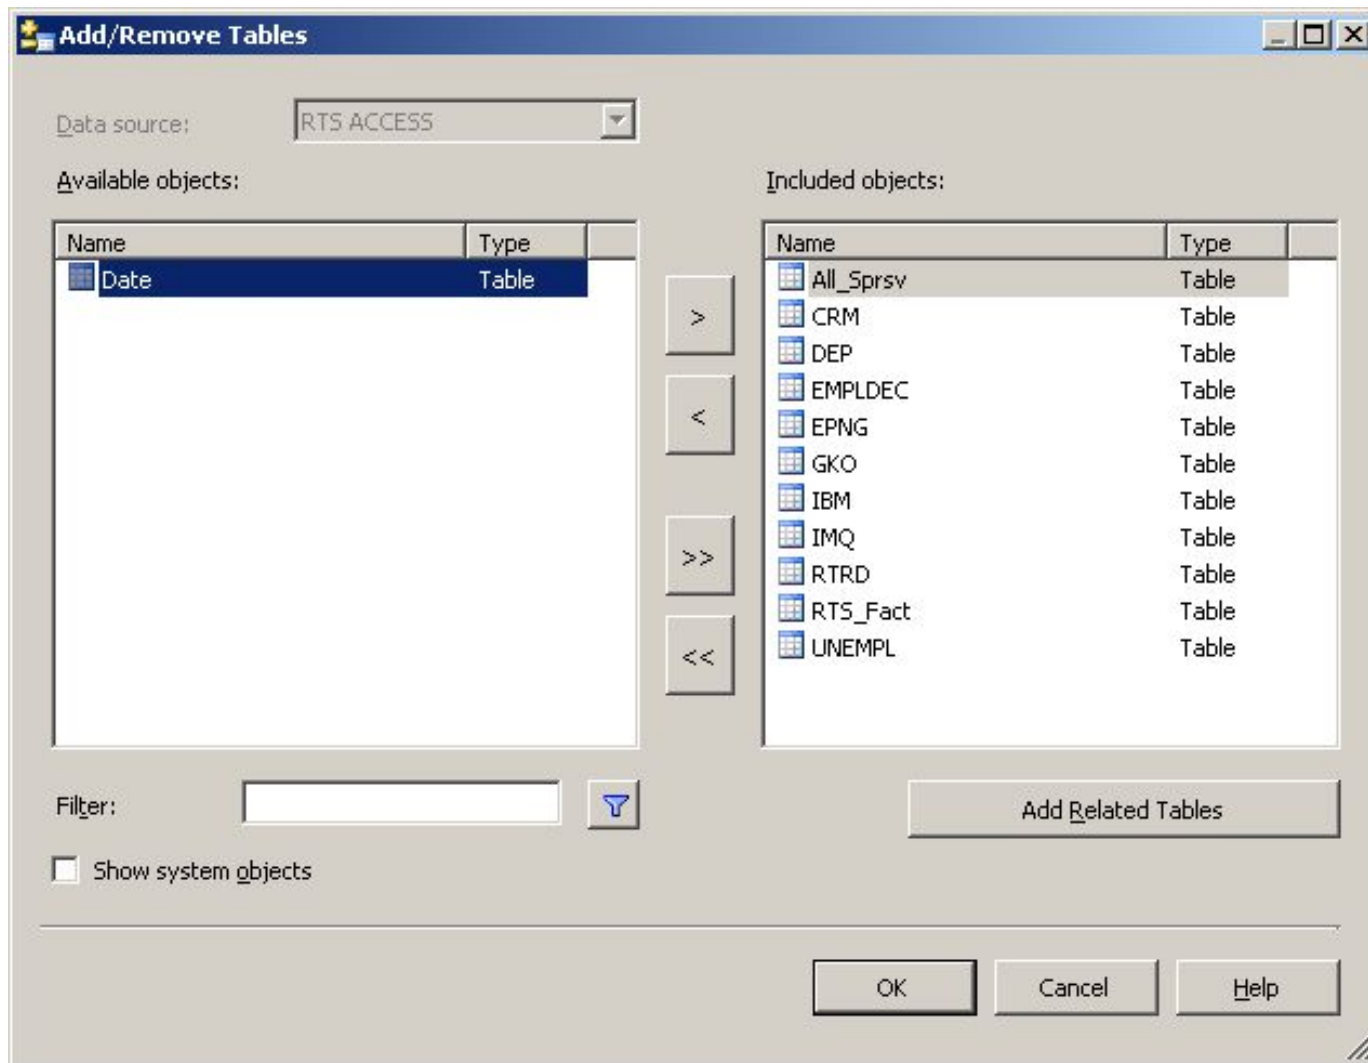 Add/Remove Tables
Data source: RTS ACCESS
Available objects:
Name Type
Date Table
Filter:
Show system objects
>
<
>>
<<
Included objects:
Name Type
All_Sprsv Table
CRM Table
DEP Table
EMPLDEC Table
EPNG Table
GKO Table
IBM Table
IMQ Table
RTRD Table
RTS_Fact Table
UNEMPL Table
Add Related Tables
OK Cancel Help